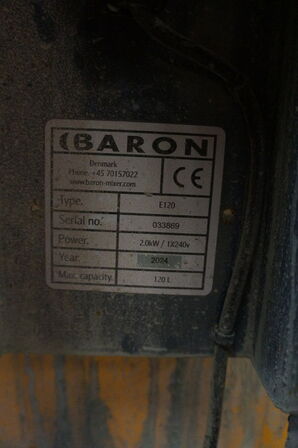 BARON
Denmark
Phone. +45 70157022
www.baron-mixer.com
CE
Type. E120
Serial no. 033869
Power. 2.0kW / 1X240v
Year. 2024
Max. capacity. 120 L